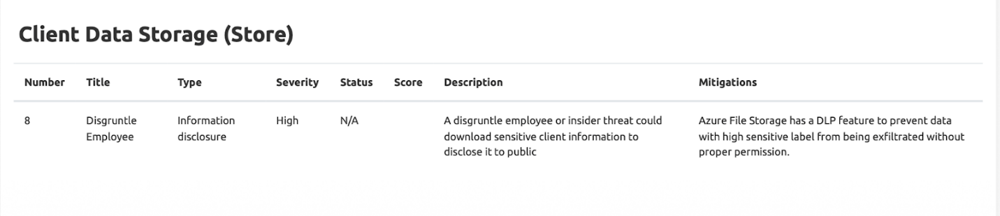 Client Data Storage (Store)
Number Title Type Severity Status Score Description Mitigations
8 Disgruntle Information High N/A A disgruntle employee or insider threat could Azure File Storage has a DLP feature to prevent data
Employee disclosure download sensitive client information to with high sensitive label from being exfiltrated without
disclose it to public proper permission.